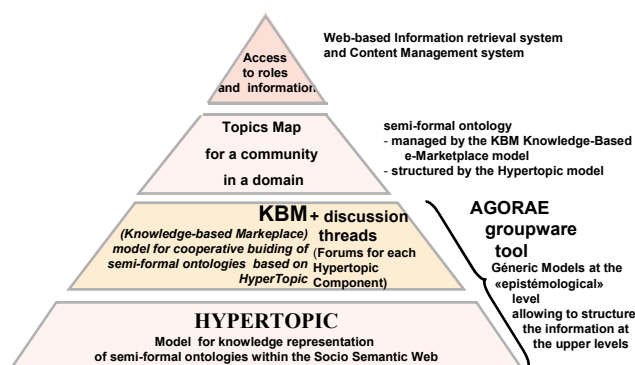 Access
to roles
and information
Web-based Information retrieval system
and Content Management system
Topics Map
for a community
in a domain
semi-formal ontology
- managed by the KBM Knowledge-Based
e-Marketplace model
- structured by the Hypertopic model
KBM + discussion
threads
(Knowledge-based Markeplace)
model for cooperative buiding of
semi-formal ontologies based on
HyperTopic
(Forums for each
Hypertopic
Component)
AGORAE
groupware
tool
Géneric Models at the
«epistémological»
level
allowing to structure
the information at
the upper levels
HYPERTOPIC
Model for knowledge representation
of semi-formal ontologies within the Socio Semantic Web